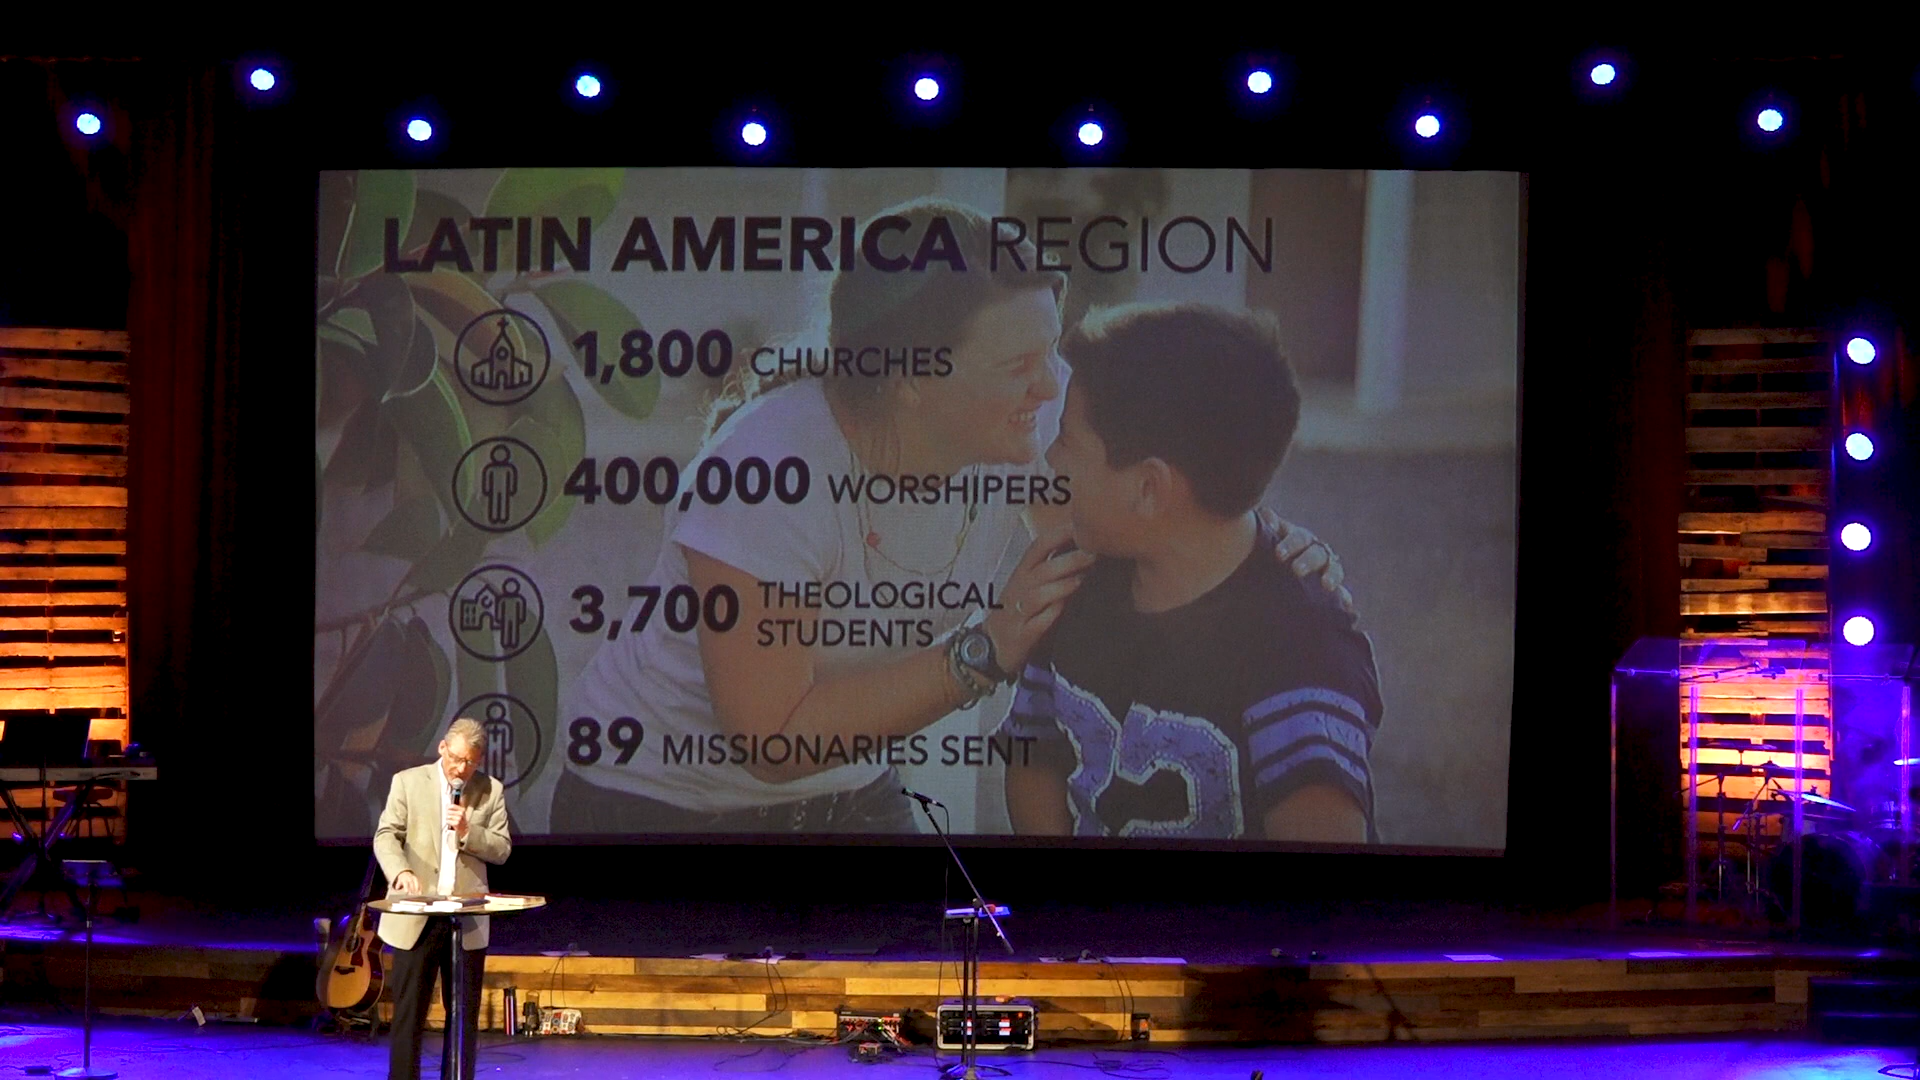 LATIN AMERICA REGION
1,800 CHURCHES
400,000 WORSHIPERS
3,700 THEOLOGICAL
STUDENTS
89 MISSIONARIES SENT